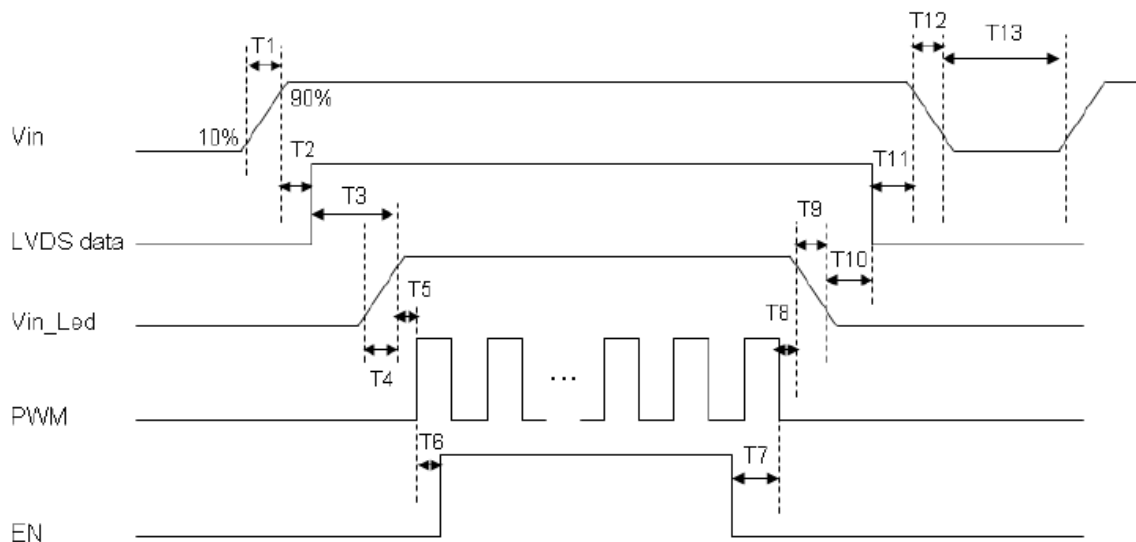 T1
T12
T13
90%
Vin
10%
T2
T11
T3
T9
LVDS data
T10
T5
Vin_Led
T8
T4
...
PWM
T6
T7
EN